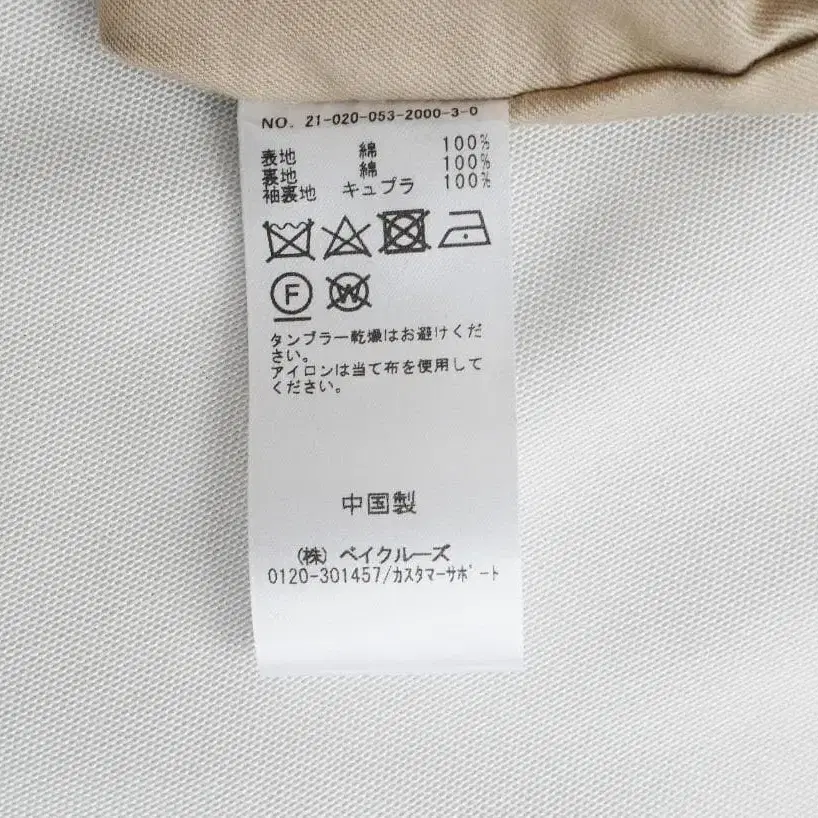 NO. 21-020-053-2000-3-0
表地 綿 100%
裏地 綿 100%
袖裏地 キュプラ 100%
F W
タンブラー乾燥はお避けくだ
さい。
アイロンは当て布を使用して
ください。
中国製
(株) ベイクルーズ
0120-301457/カスタマーサポート